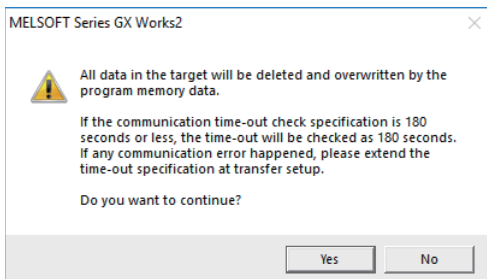 MELSOFT Series GX Works2
All data in the target will be deleted and overwritten by the
program memory data.
If the communication time-out check specification is 180
seconds or less, the time-out will be checked as 180 seconds.
If any communication error happened, please extend the
time-out specification at transfer setup.
Do you want to continue?
Yes
No